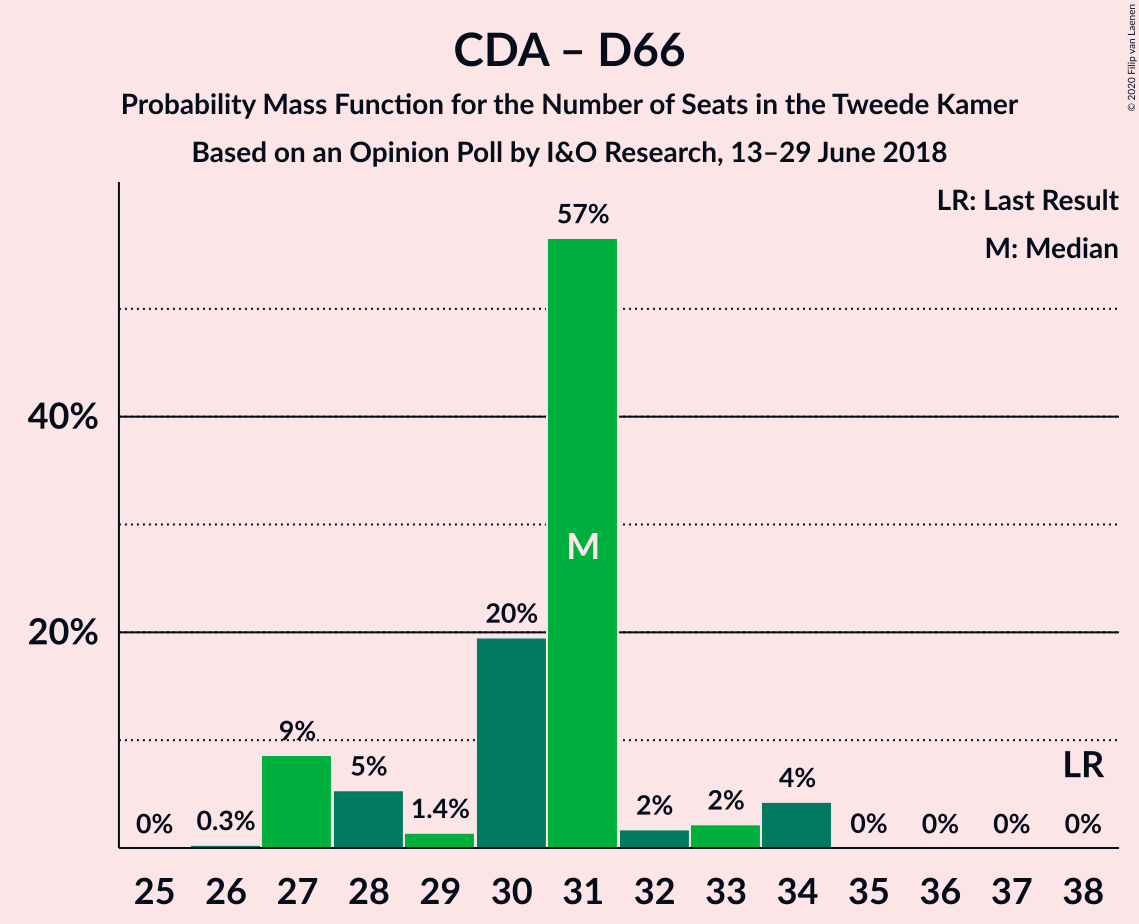 CDA – D66
Probability Mass Function for the Number of Seats in the Tweede Kamer
Based on an Opinion Poll by I&O Research, 13–29 June 2018
© 2020 Filip van Laenen
LR: Last Result
M: Median
57%
40%
M
20%
20%
9%
5%
1.4%
0.3%
0%
2%
2%
4%
0%
0%
0%
LR
0%
25 26 27 28 29 30 31 32 33 34 35 36 37 38